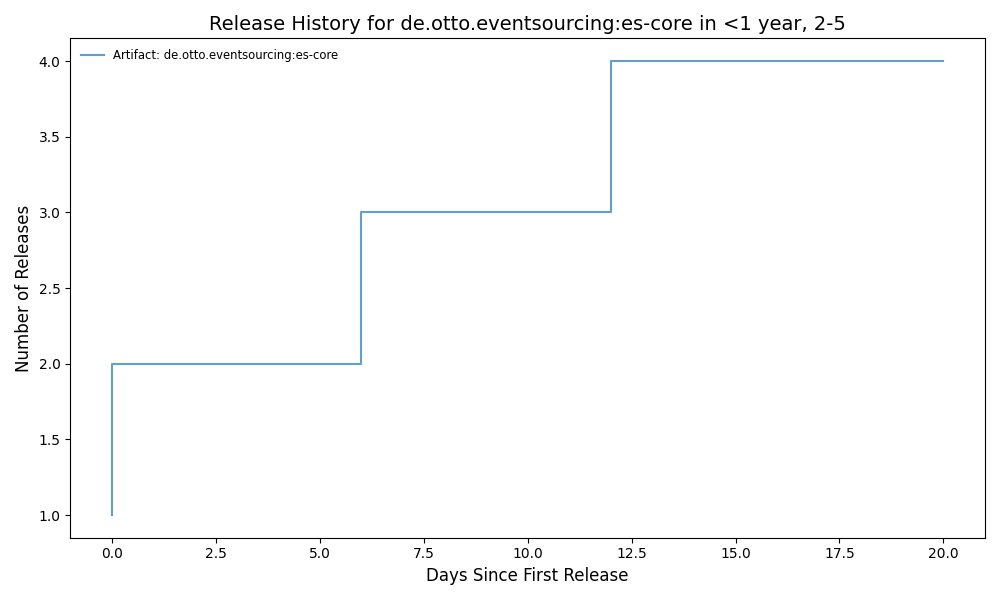 Release History for de.otto.eventsourcing:es-core in <1 year, 2-5
Artifact: de.otto.eventsourcing:es-core
Number of Releases
4.0
3.5
3.0
2.5
2.0
1.5
1.0
0.0 2.5 5.0 7.5 10.0 12.5 15.0 17.5 20.0
Days Since First Release